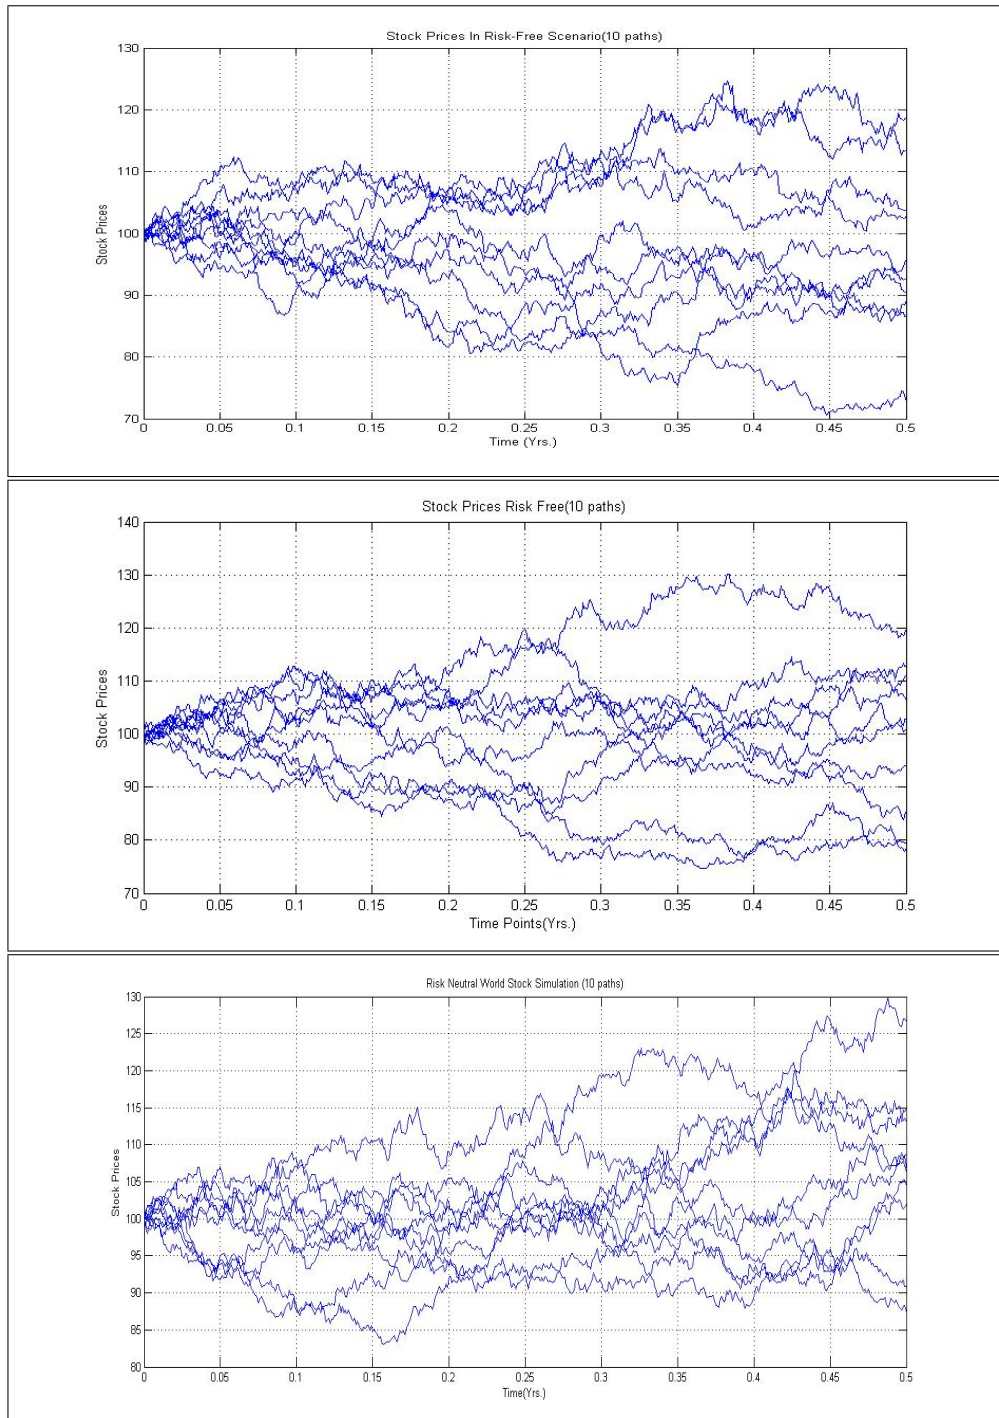 Stock Prices In Risk-Free Scenario(10 paths)
130
120
110
100
90
80
70
Stock Prices
0 0.05 0.1 0.15 0.2 0.25 0.3 0.35 0.4 0.45 0.5
Time (Yrs.)
Stock Prices Risk Free(10 paths)
140
130
120
110
100
90
80
70
Stock Prices
0 0.05 0.1 0.15 0.2 0.25 0.3 0.35 0.4 0.45 0.5
Time Points(Yrs.)
Risk Neutral World Stock Simulation (10 paths)
130
125
120
115
110
105
100
95
90
85
80
Stock Prices
0 0.05 0.1 0.15 0.2 0.25 0.3 0.35 0.4 0.45 0.5
Time(Yrs.)